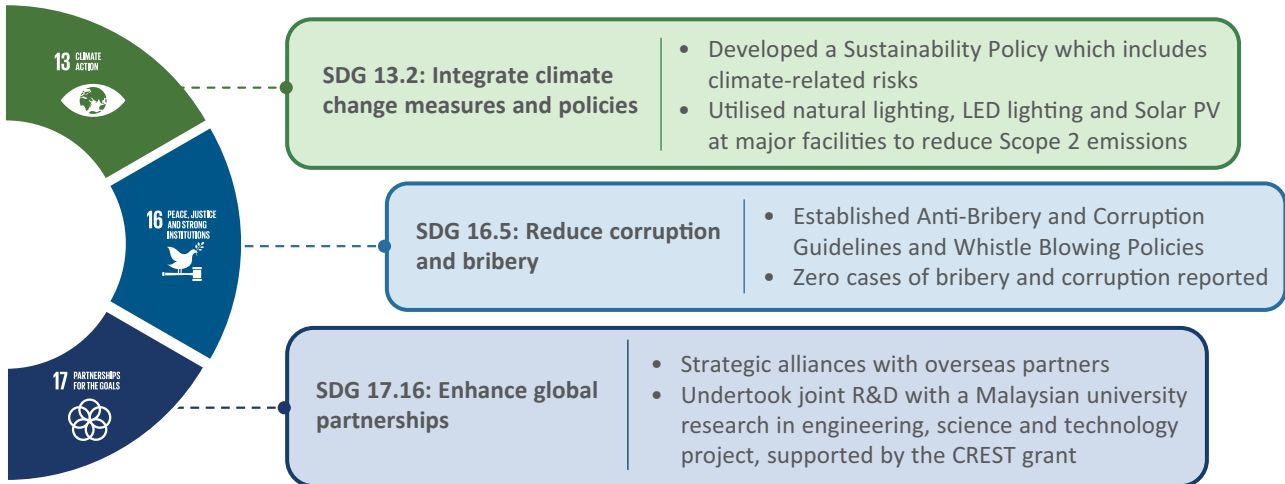 13 CLIMATE
ACTION
SDG 13.2: Integrate climate
change measures and policies
• Developed a Sustainability Policy which includes
climate-related risks
• Utilised natural lighting, LED lighting and Solar PV
at major facilities to reduce Scope 2 emissions
16 PEACE, JUSTICE
AND STRONG
INSTITUTIONS
SDG 16.5: Reduce corruption
and bribery
• Established Anti-Bribery and Corruption
Guidelines and Whistle Blowing Policies
• Zero cases of bribery and corruption reported
17 PARTNERSHIPS
FOR THE GOALS
SDG 17.16: Enhance global
partnerships
• Strategic alliances with overseas partners
• Undertook joint R&D with a Malaysian university
research in engineering, science and technology
project, supported by the CREST grant